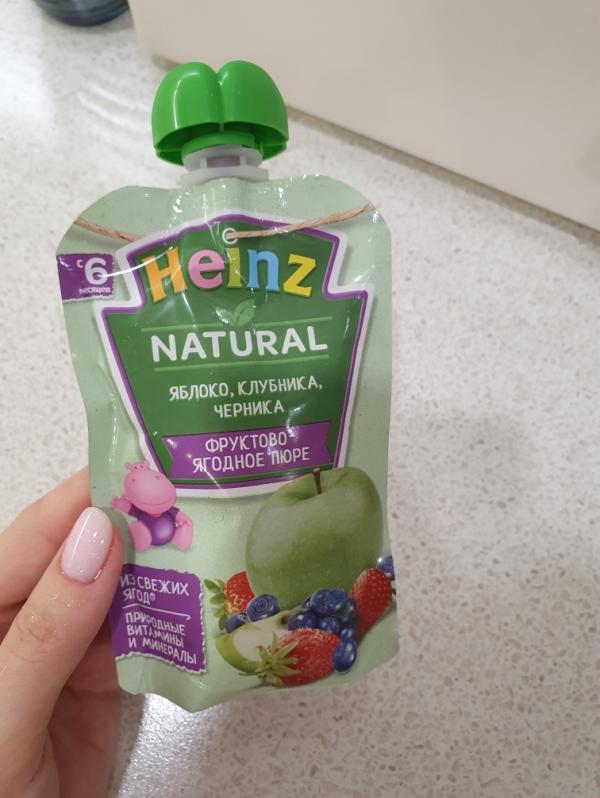 с 6
месяцев
Heinz
NATURAL
ЯБЛОКО, КЛУБНИКА,
ЧЕРНИКА
ФРУКТОВО-
ЯГОДНОЕ ПЮРЕ
ИЗ СВЕЖИХ
ЯГОД®
ПРИРОДНЫЕ
ВИТАМИНЫ
И МИНЕРАЛЫ